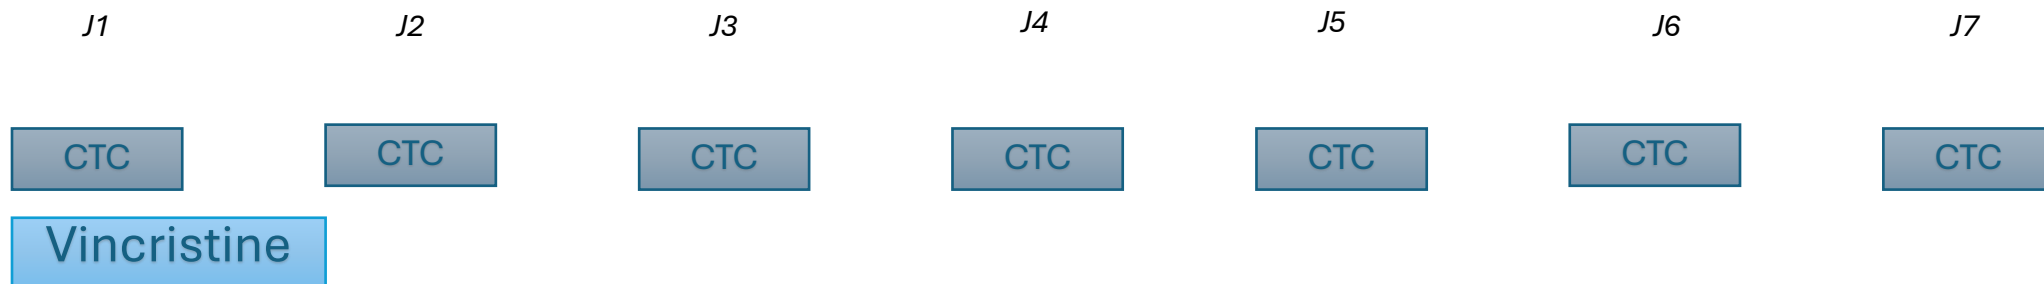 J1 J2 J3 J4 J5 J6 J7
CTC CTC CTC CTC CTC CTC CTC
Vincristine